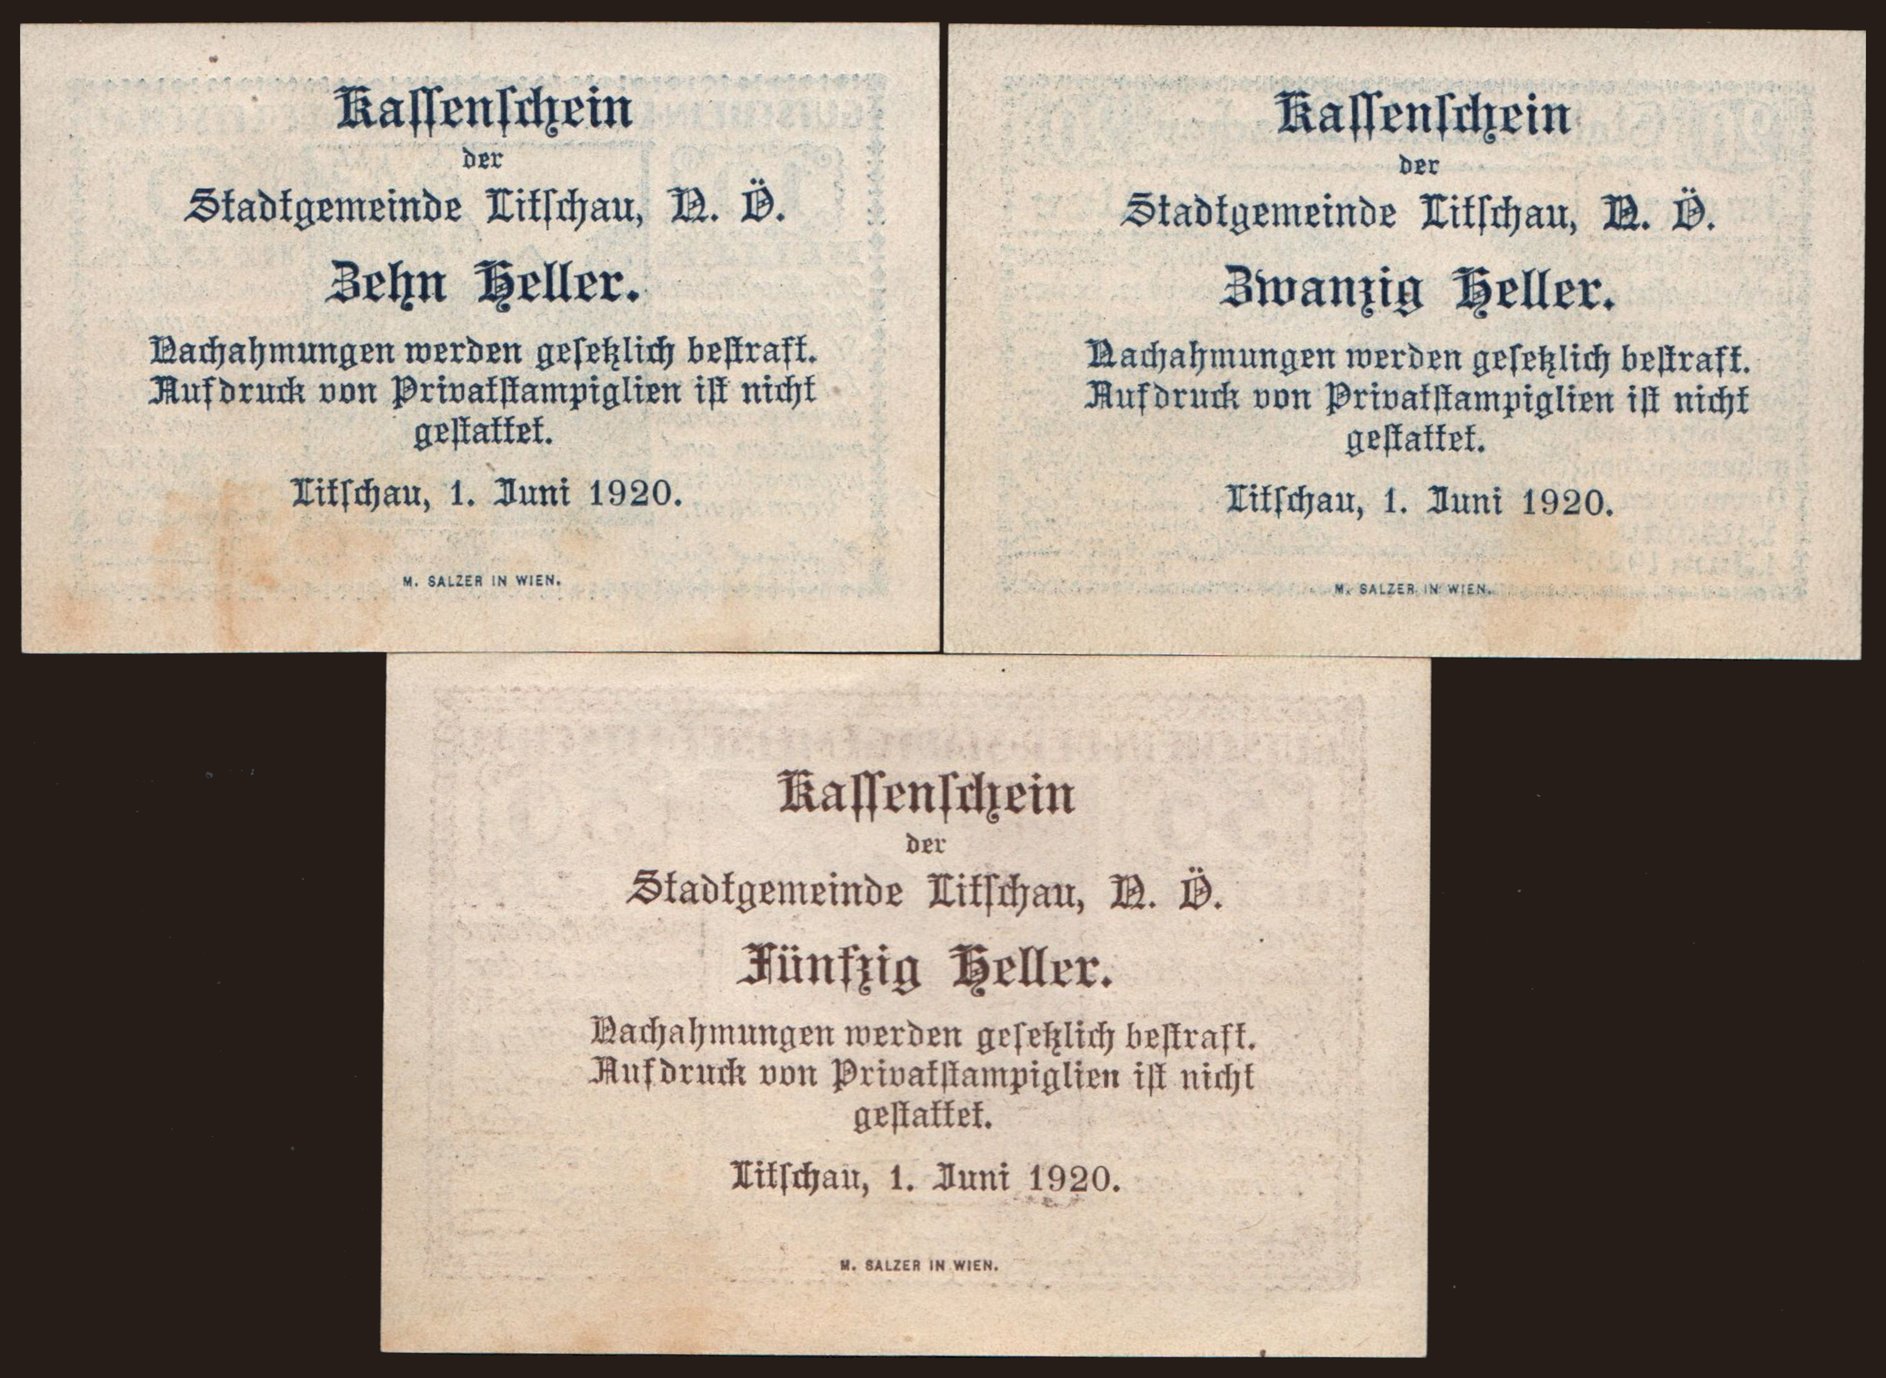 Kassenschein
der
Stadtgemeinde Litschau, N. Ö.
Zehn Heller.
Nachahmungen werden gesetzlich bestraft.
Aufdruck von Privatstampiglien ist nicht
gestattet.
Litschau, 1. Juni 1920.
M. SALZER IN WIEN.
Kassenschein
der
Stadtgemeinde Litschau, N. Ö.
Zwanzig Heller.
Nachahmungen werden gesetzlich bestraft.
Aufdruck von Privatstampiglien ist nicht
gestattet.
Litschau, 1. Juni 1920.
M. SALZER IN WIEN.
Kassenschein
der
Stadtgemeinde Litschau, N. Ö.
Fünfzig Heller.
Nachahmungen werden gesetzlich bestraft.
Aufdruck von Privatstampiglien ist nicht
gestattet.
Litschau, 1. Juni 1920.
M. SALZER IN WIEN.